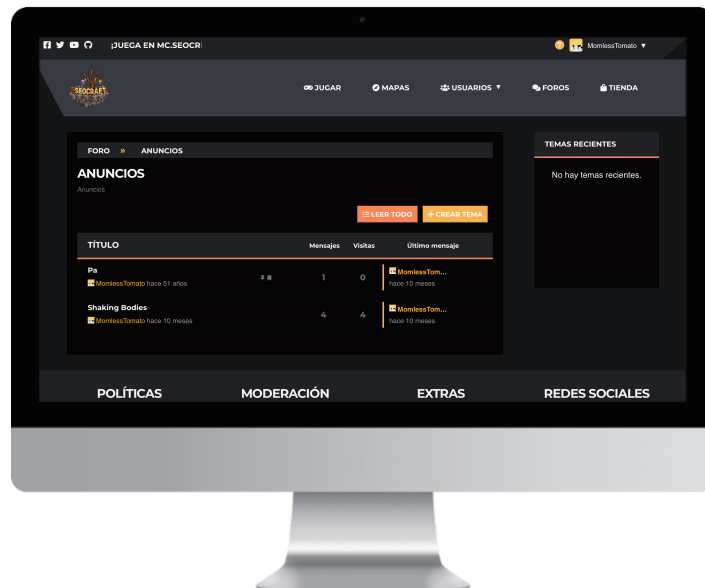 ¡JUEGA EN MC.SEOCR
? MomlessTomato ▼
SEOCRAFT
JUGAR MAPAS USUARIOS ▼ FOROS TIENDA
FORO » ANUNCIOS
ANUNCIOS
Anuncios
LEER TODO + CREAR TEMA
TÍTULO Mensajes Visitas Último mensaje
Pa
MomlessTomato hace 51 años
1 0
MomlessTom...
hace 10 meses
Shaking Bodies
MomlessTomato hace 10 meses
4 4
MomlessTom...
hace 10 meses
TEMAS RECIENTES
No hay temas recientes.
POLÍTICAS MODERACIÓN EXTRAS REDES SOCIALES